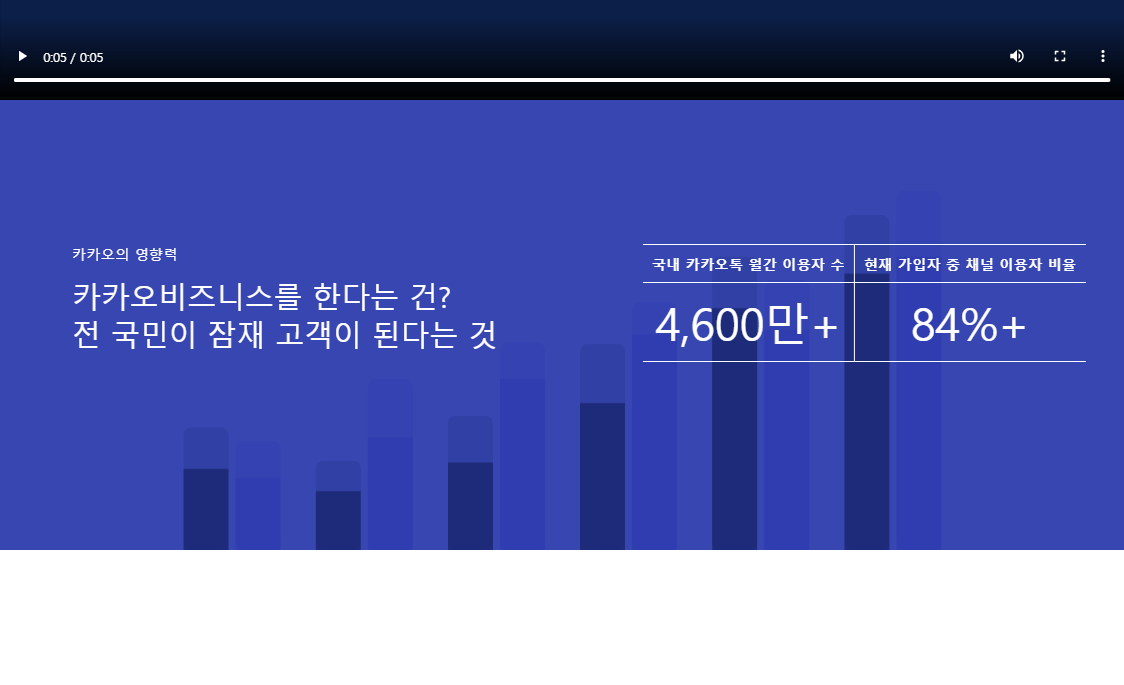 0:05 / 0:05
카카오의 영향력
카카오비즈니스를 한다는 건?
전 국민이 잠재 고객이 된다는 것
국내 카카오톡 월간 이용자 수
현재 가입자 중 채널 이용자 비율
4,600만+
84%+